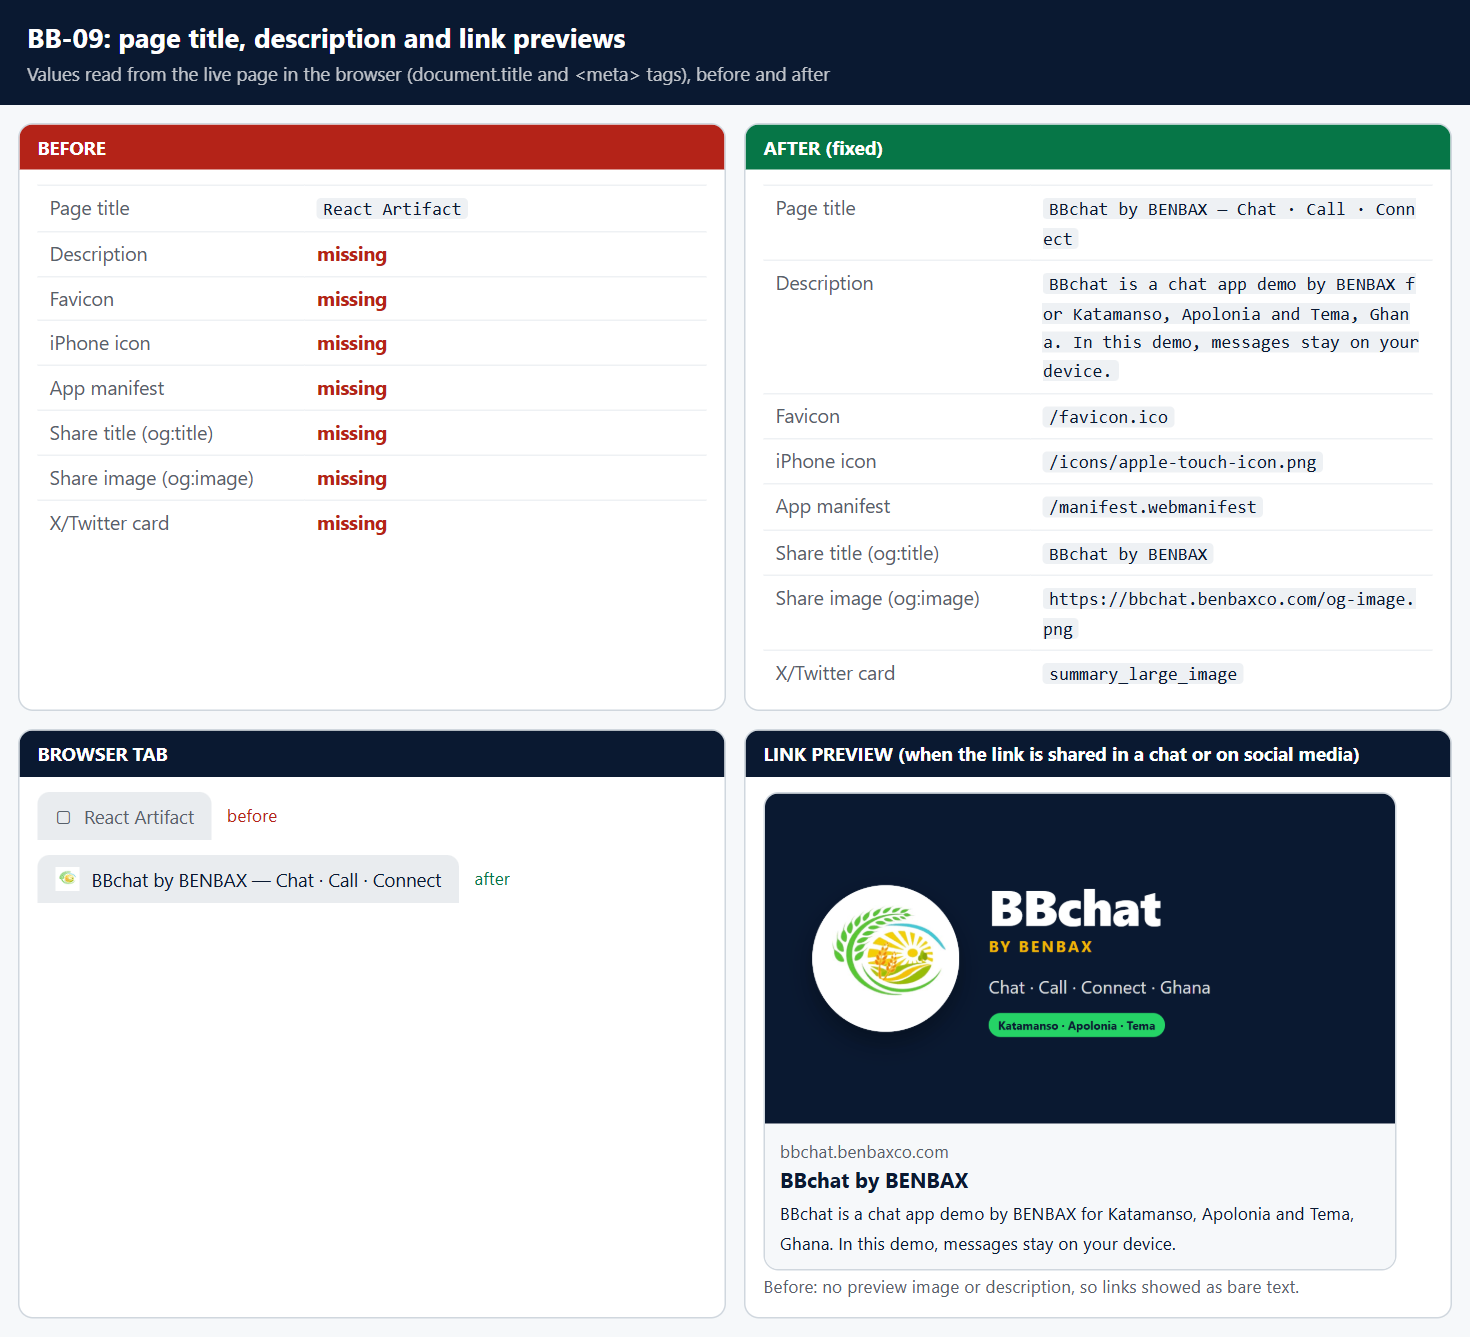 BB-09: page title, description and link previews
Values read from the live page in the browser (document.title and <meta> tags), before and after
BEFORE
Page title React Artifact
Description missing
Favicon missing
iPhone icon missing
App manifest missing
Share title (og:title) missing
Share image (og:image) missing
X/Twitter card missing
AFTER (fixed)
Page title BBchat by BENBAX — Chat · Call · Conn
ect
Description BBchat is a chat app demo by BENBAX f
or Katamanso, Apolonia and Tema, Ghan
a. In this demo, messages stay on your
device.
Favicon /favicon.ico
iPhone icon /icons/apple-touch-icon.png
App manifest /manifest.webmanifest
Share title (og:title) BBchat by BENBAX
Share image (og:image) https://bbchat.benbaxco.com/og-image.
png
X/Twitter card summary_large_image
BROWSER TAB
React Artifact before
BBchat by BENBAX — Chat · Call · Connect after
LINK PREVIEW (when the link is shared in a chat or on social media)
BBchat
BY BENBAX
Chat · Call · Connect · Ghana
Katamanso · Apolonia · Tema
bbchat.benbaxco.com
BBchat by BENBAX
BBchat is a chat app demo by BENBAX for Katamanso, Apolonia and Tema,
Ghana. In this demo, messages stay on your device.
Before: no preview image or description, so links showed as bare text.